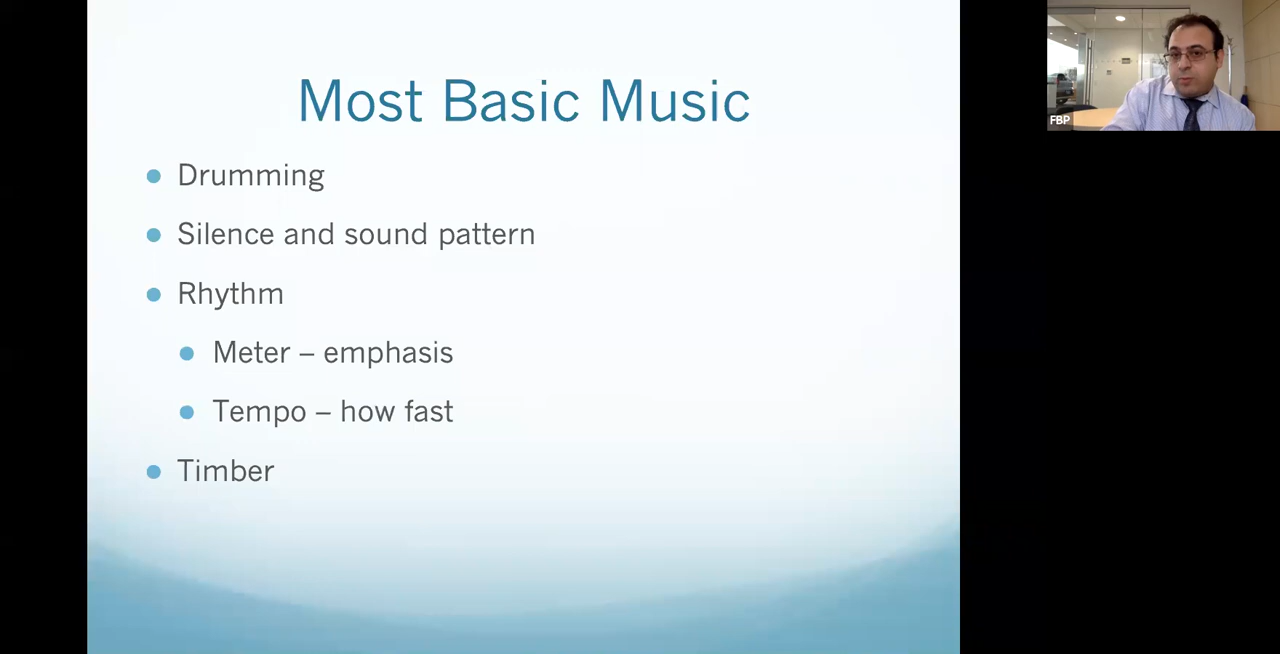 Most Basic Music
Drumming
Silence and sound pattern
Rhythm
Meter – emphasis
Tempo – how fast
Timber
FBP